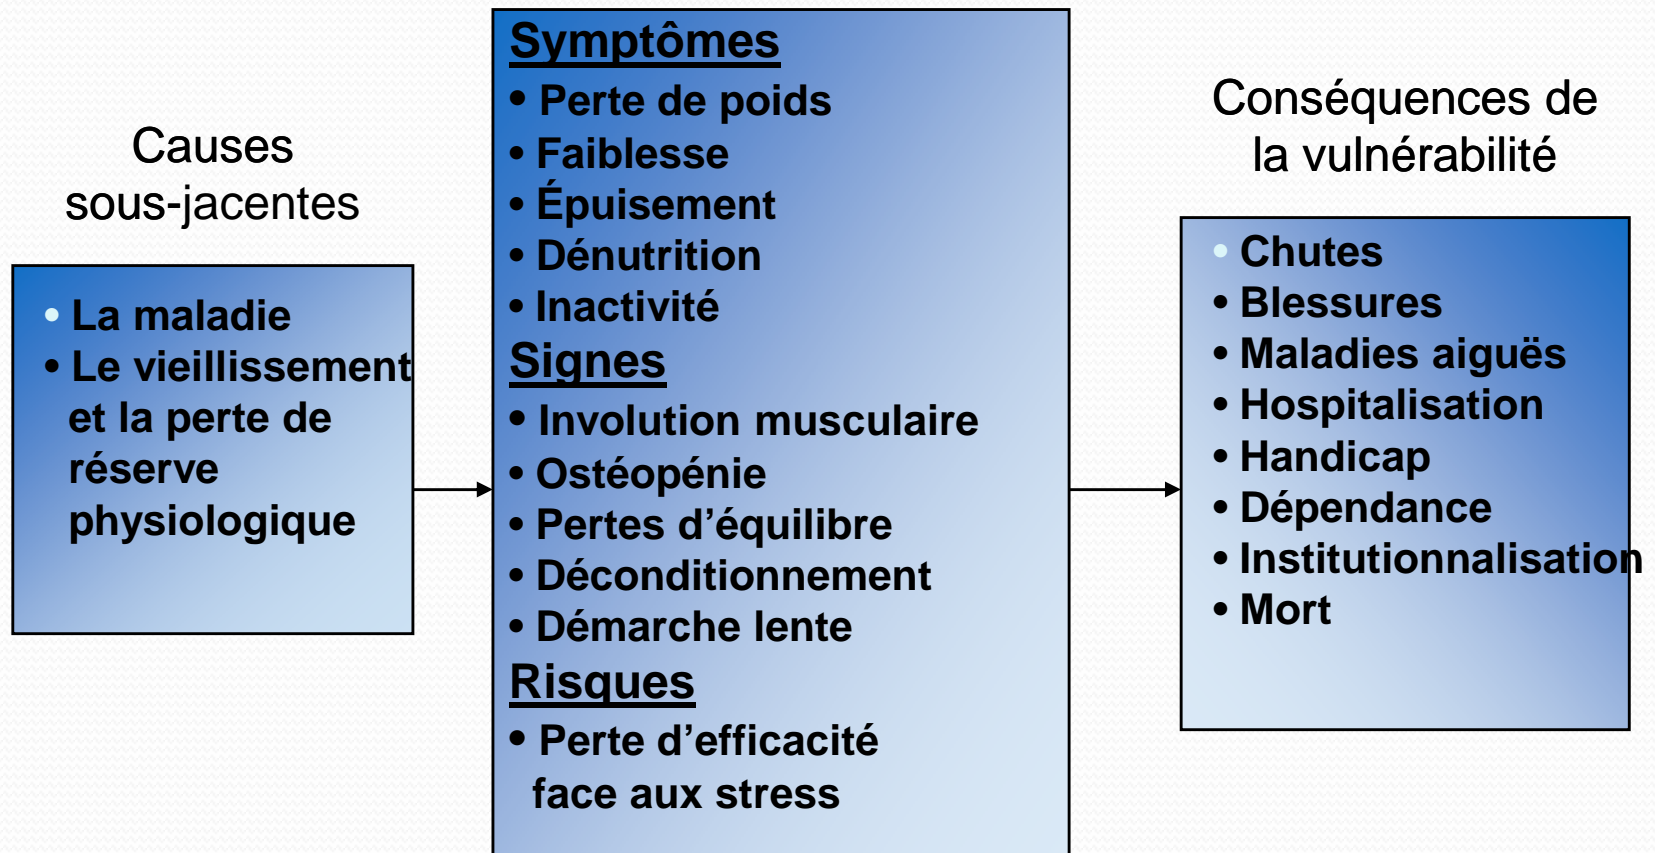 Causes
sous-jacentes
• La maladie
• Le vieillissement
et la perte de
réserve
physiologique
Symptômes
• Perte de poids
• Faiblesse
• Épuisement
• Dénutrition
• Inactivité
Signes
• Involution musculaire
• Ostéopénie
• Pertes d’équilibre
• Déconditionnement
• Démarche lente
Risques
• Perte d’efficacité
face aux stress
Conséquences de
la vulnérabilité
• Chutes
• Blessures
• Maladies aiguës
• Hospitalisation
• Handicap
• Dépendance
• Institutionnalisation
• Mort